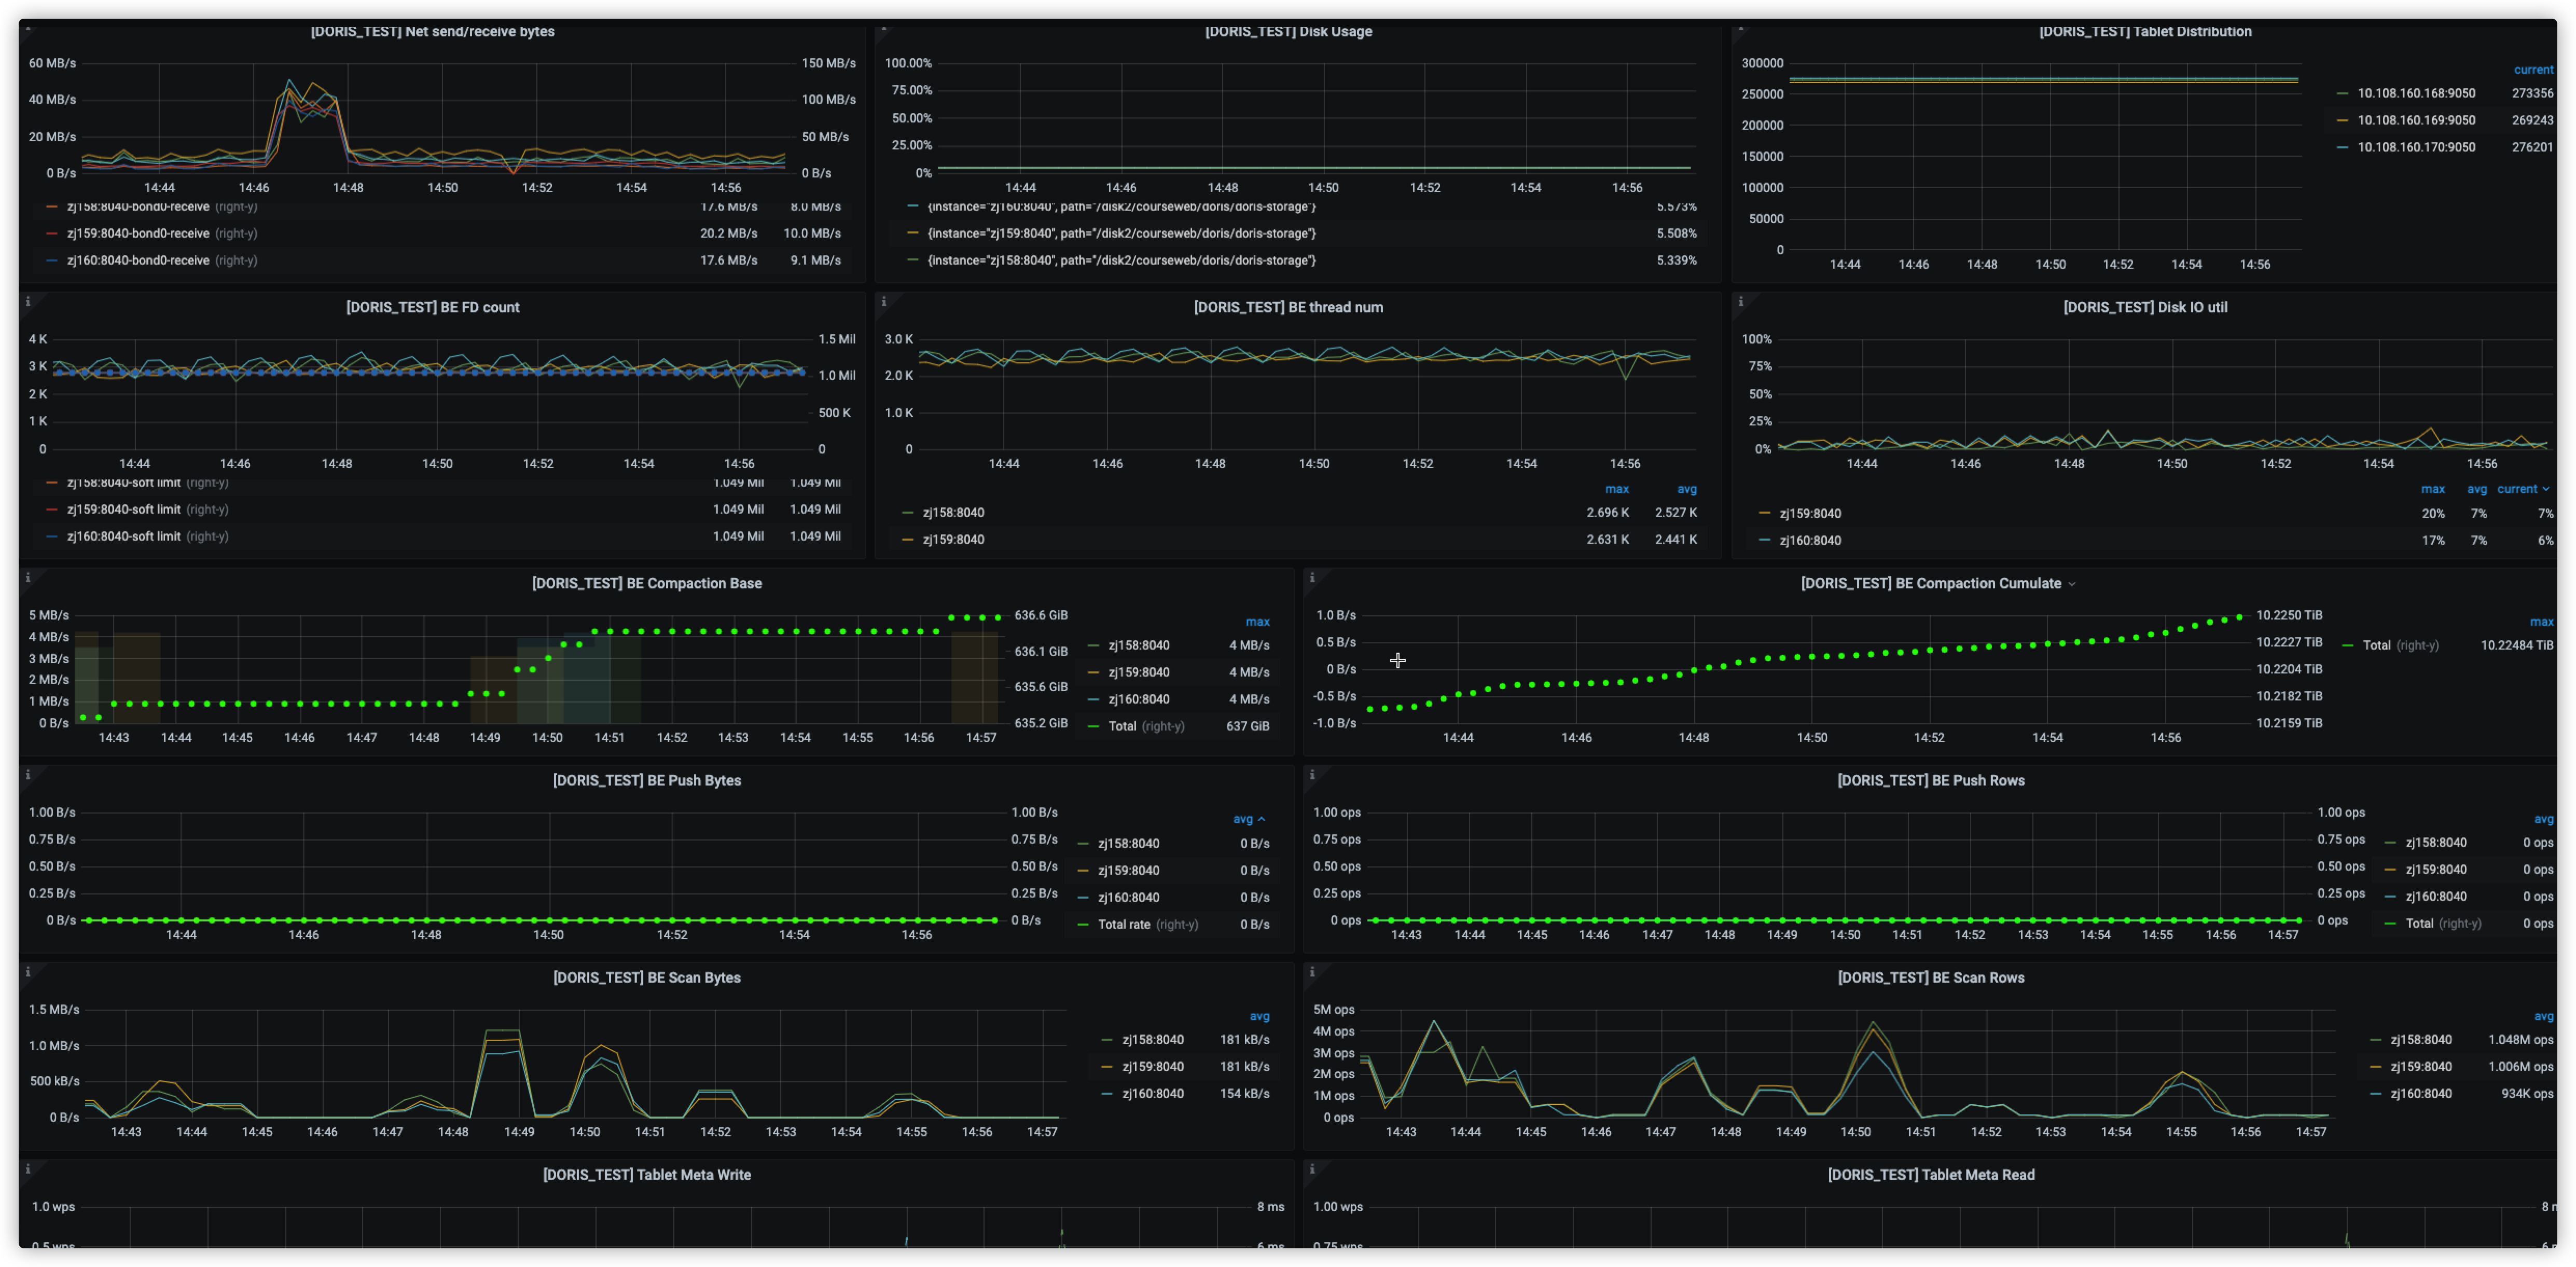 [DORIS_TEST] Net send/receive bytes
60 MB/s
40 MB/s
20 MB/s
0 B/s
150 MB/s
100 MB/s
50 MB/s
0 B/s
14:44 14:46 14:48 14:50 14:52 14:54 14:56
zj158:8040-bond0-receive (right-y) 17.6 MB/s 8.0 MB/s
zj159:8040-bond0-receive (right-y) 20.2 MB/s 10.0 MB/s
zj160:8040-bond0-receive (right-y) 17.6 MB/s 9.1 MB/s
[DORIS_TEST] Disk Usage
100.00%
75.00%
50.00%
25.00%
0%
14:44 14:46 14:48 14:50 14:52 14:54 14:56
{instance="zj160:8040", path="/disk2/courseweb/doris/doris-storage"} 5.573%
{instance="zj159:8040", path="/disk2/courseweb/doris/doris-storage"} 5.508%
{instance="zj158:8040", path="/disk2/courseweb/doris/doris-storage"} 5.339%
[DORIS_TEST] Tablet Distribution
300000
250000
200000
150000
100000
50000
0
14:44 14:46 14:48 14:50 14:52 14:54 14:56
current
10.108.160.168:9050 273356
10.108.160.169:9050 269243
10.108.160.170:9050 276201
[DORIS_TEST] BE FD count
4 K
3 K
2 K
1 K
0
1.5 Mil
1.0 Mil
500 K
0
14:44 14:46 14:48 14:50 14:52 14:54 14:56
zj158:8040-soft limit (right-y) 1.049 Mil 1.049 Mil
zj159:8040-soft limit (right-y) 1.049 Mil 1.049 Mil
zj160:8040-soft limit (right-y) 1.049 Mil 1.049 Mil
[DORIS_TEST] BE thread num
3.0 K
2.0 K
1.0 K
0
14:44 14:46 14:48 14:50 14:52 14:54 14:56
max avg
zj158:8040 2.696 K 2.527 K
zj159:8040 2.631 K 2.441 K
[DORIS_TEST] Disk IO util
100%
75%
50%
25%
0%
14:44 14:46 14:48 14:50 14:52 14:54 14:56
max avg current
zj159:8040 20% 7% 7%
zj160:8040 17% 7% 6%
[DORIS_TEST] BE Compaction Base
5 MB/s
4 MB/s
3 MB/s
2 MB/s
1 MB/s
0 B/s
636.6 GiB
636.1 GiB
635.6 GiB
635.2 GiB
14:43 14:44 14:45 14:46 14:47 14:48 14:49 14:50 14:51 14:52 14:53 14:54 14:55 14:56 14:57
max
zj158:8040 4 MB/s
zj159:8040 4 MB/s
zj160:8040 4 MB/s
Total (right-y) 637 GiB
[DORIS_TEST] BE Compaction Cumulate
1.0 B/s
0.5 B/s
0 B/s
-0.5 B/s
-1.0 B/s
10.2250 TiB
10.2227 TiB
10.2204 TiB
10.2182 TiB
10.2159 TiB
14:44 14:46 14:48 14:50 14:52 14:54 14:56
max
Total (right-y) 10.22484 TiB
[DORIS_TEST] BE Push Bytes
1.00 B/s
0.75 B/s
0.50 B/s
0.25 B/s
0 B/s
1.00 B/s
0.75 B/s
0.50 B/s
0.25 B/s
0 B/s
14:44 14:46 14:48 14:50 14:52 14:54 14:56
avg
zj158:8040 0 B/s
zj159:8040 0 B/s
zj160:8040 0 B/s
Total rate (right-y) 0 B/s
[DORIS_TEST] BE Push Rows
1.00 ops
0.75 ops
0.50 ops
0.25 ops
0 ops
1.00 ops
0.75 ops
0.50 ops
0.25 ops
0 ops
14:43 14:44 14:45 14:46 14:47 14:48 14:49 14:50 14:51 14:52 14:53 14:54 14:55 14:56 14:57
avg
zj158:8040 0 ops
zj159:8040 0 ops
zj160:8040 0 ops
Total (right-y) 0 ops
[DORIS_TEST] BE Scan Bytes
1.5 MB/s
1.0 MB/s
500 kB/s
0 B/s
14:43 14:44 14:45 14:46 14:47 14:48 14:49 14:50 14:51 14:52 14:53 14:54 14:55 14:56 14:57
avg
zj158:8040 181 kB/s
zj159:8040 181 kB/s
zj160:8040 154 kB/s
[DORIS_TEST] BE Scan Rows
5M ops
4M ops
3M ops
2M ops
1M ops
0 ops
14:43 14:44 14:45 14:46 14:47 14:48 14:49 14:50 14:51 14:52 14:53 14:54 14:55 14:56 14:57
avg
zj158:8040 1.048M ops
zj159:8040 1.006M ops
zj160:8040 934K ops
[DORIS_TEST] Tablet Meta Write
1.0 wps
0.5 wps
8 ms
6 ms
[DORIS_TEST] Tablet Meta Read
1.00 wps
0.75 wps
8